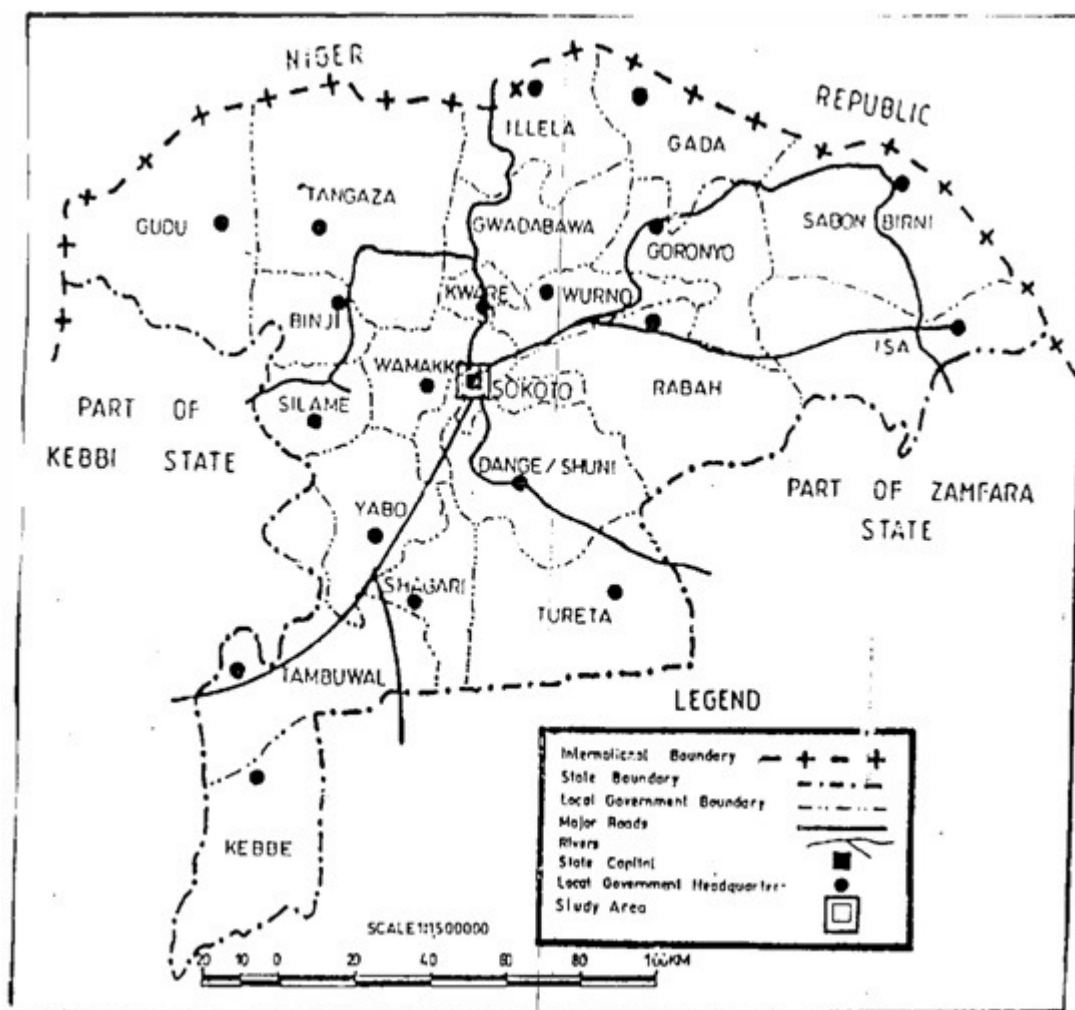 NIGER
REPUBLIC
ILLELA
GADA
TANGAZA
GUDU
GWADABAWA
SABON BIRNI
GORONYO
KWARE
WURNO
BINJI
ISA
WAMAKK
SOKOTO
RABAH
PART OF
KEBBI STATE
SILAME
DANGE / SHUNI
PART OF ZAMFARA
STATE
YABO
SHAGARI
TURETA
TAMBUWAL
KEBBE
LEGEND
International Boundary
State Boundary
Local Government Boundary
Major Roads
Rivers
State Capital
Local Government Headquarters
Study Area
SCALE 1:1500000
20 10 0 20 40 60 80 100KM